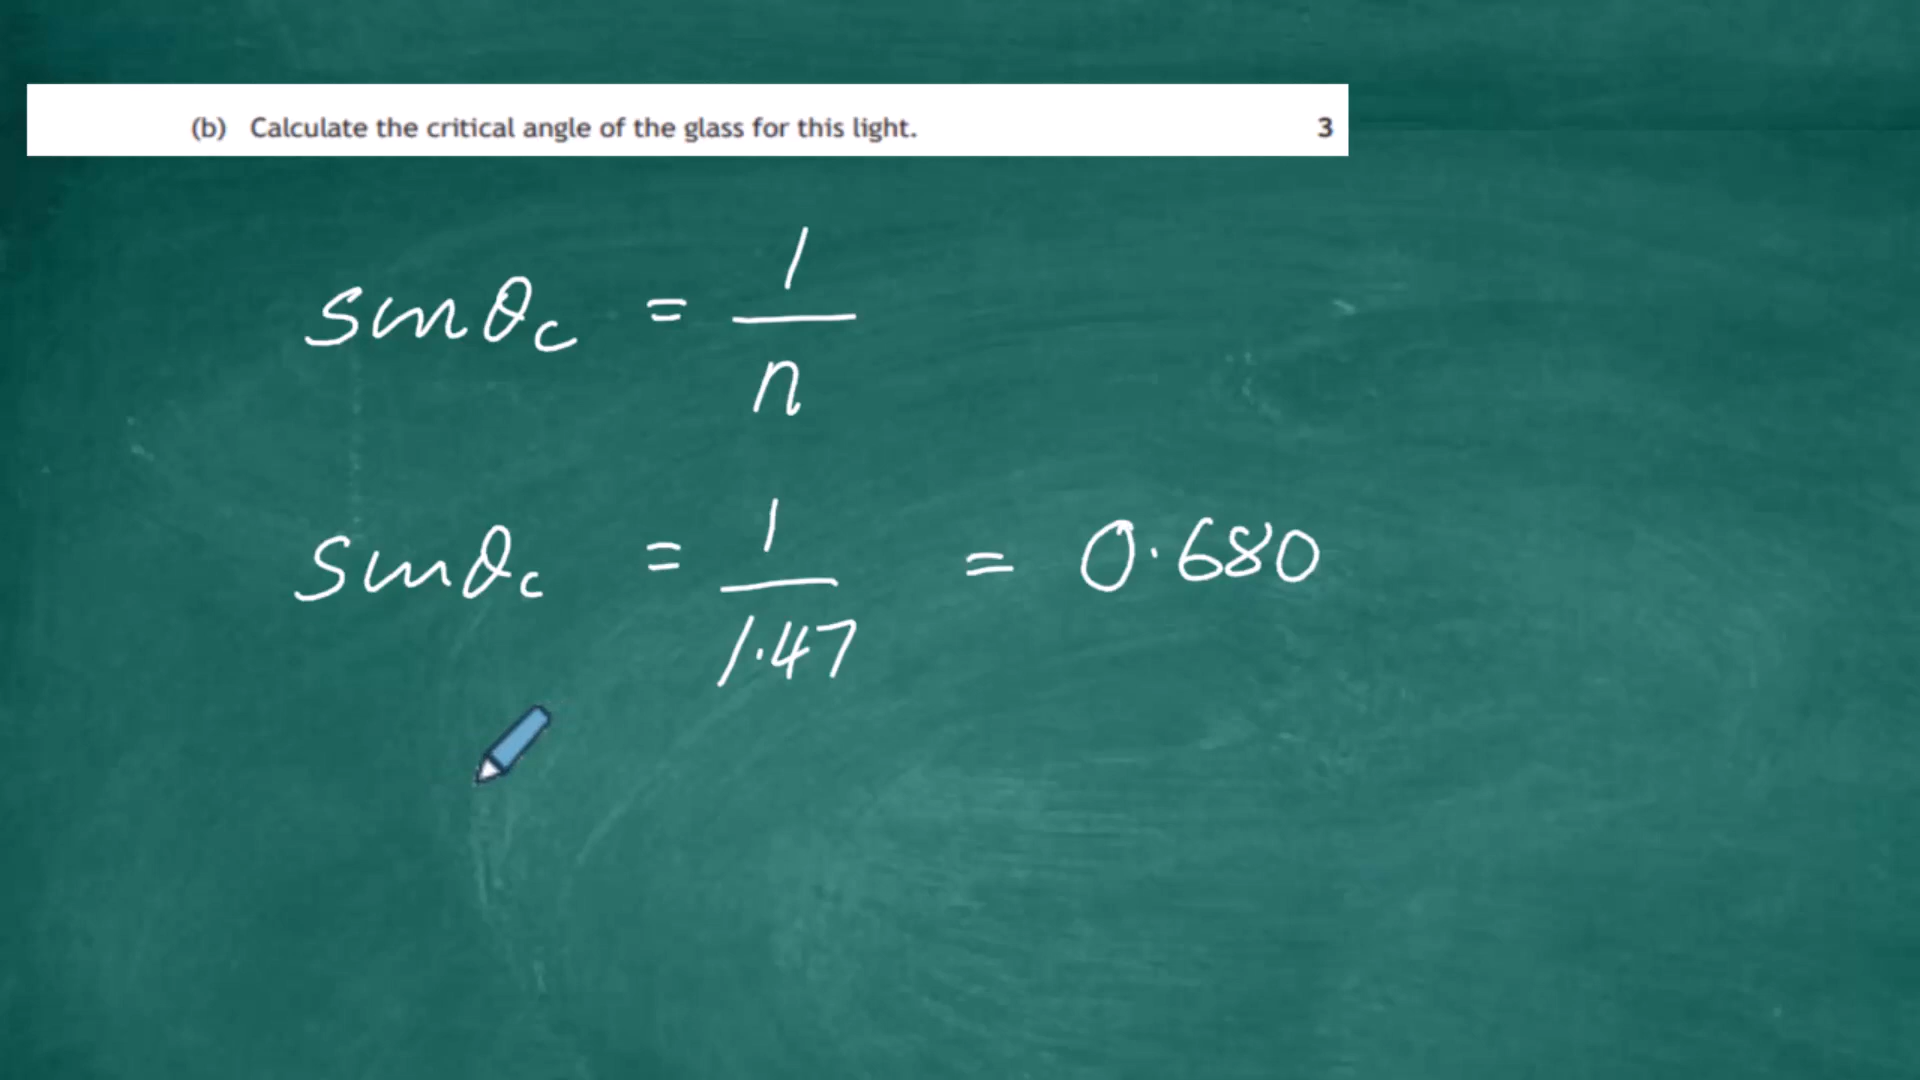 (b) Calculate the critical angle of the glass for this light. 3
sinθc = 1/n
sinθc = 1/1.47 = 0.680